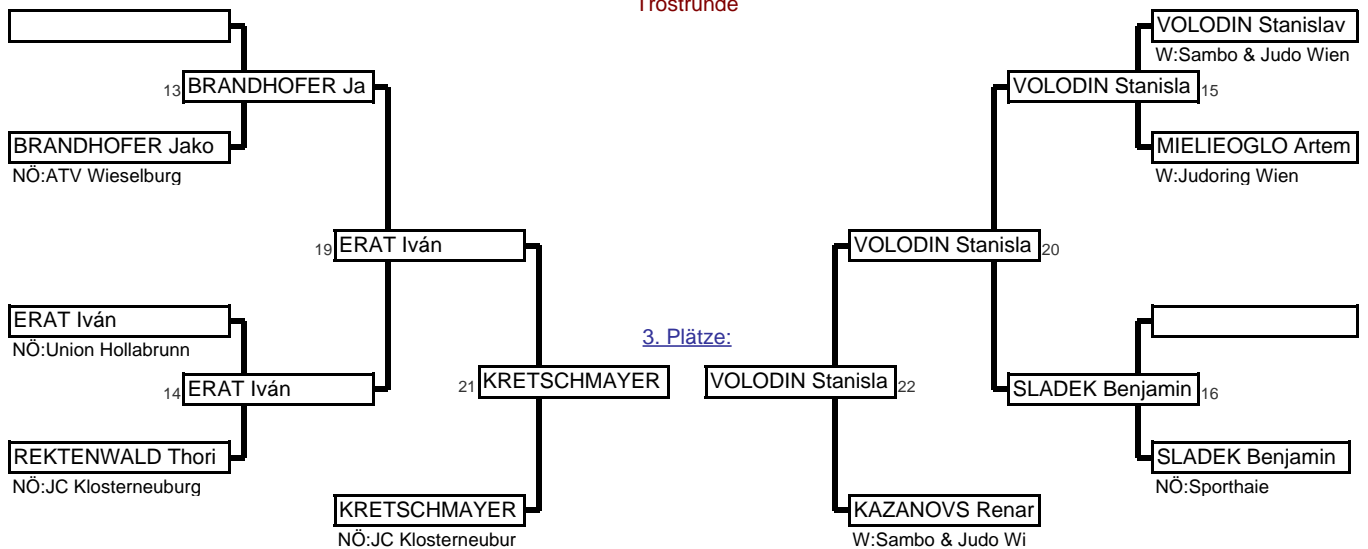 Trostrunde
VOLODIN Stanislav
W:Sambo & Judo Wien
13 BRANDHOFER Ja
VOLODIN Stanisla 15
BRANDHOFER Jako
NÖ:ATV Wieselburg
MIELIEOGLO Artem
W:Judoring Wien
19 ERAT Iván
VOLODIN Stanisla 20
ERAT Iván
NÖ:Union Hollabrunn
3. Plätze:
14 ERAT Iván
21 KRETSCHMAYER
VOLODIN Stanisla 22
SLADEK Benjamin 16
REKTENWALD Thori
NÖ:JC Klosterneuburg
SLADEK Benjamin
NÖ:Sporthaie
KRETSCHMAYER
NÖ:JC Klosterneubur
KAZANOVS Renar
W:Sambo & Judo Wi